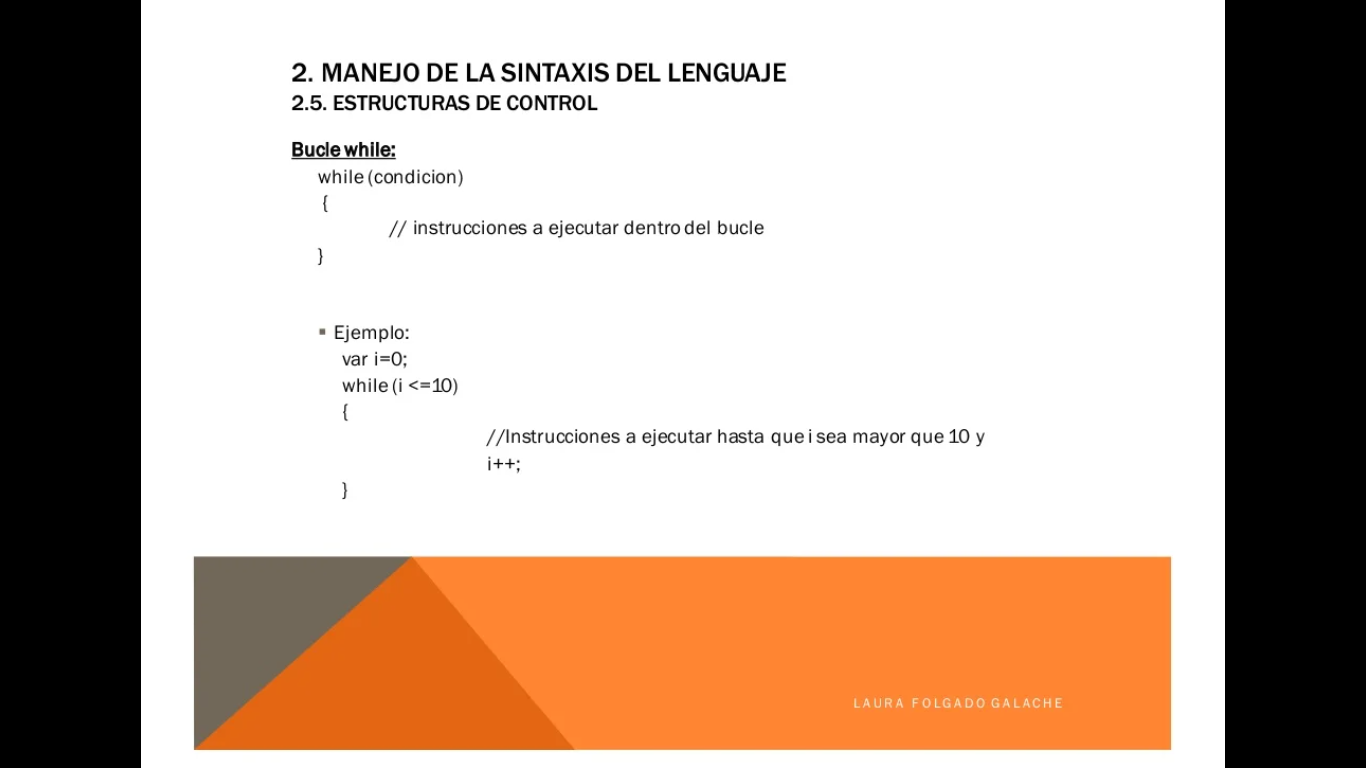 2. MANEJO DE LA SINTAXIS DEL LENGUAJE
2.5. ESTRUCTURAS DE CONTROL
Bucle while:
while (condicion)
{
// instrucciones a ejecutar dentro del bucle
}
Ejemplo:
var i=0;
while (i <=10)
{
//Instrucciones a ejecutar hasta que i sea mayor que 10 y
i++;
}
LAURA FOLGADO GALACHE